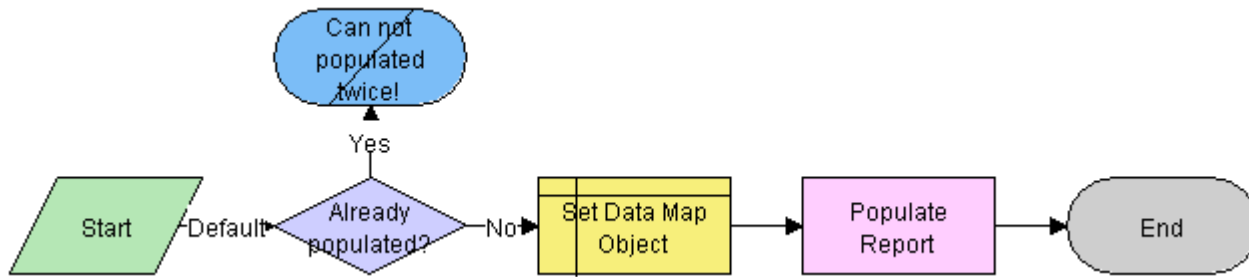 Can not
populated
twice!
Yes
Start
Default
Already
populated?
No
Set Data Map
Object
Populate
Report
End